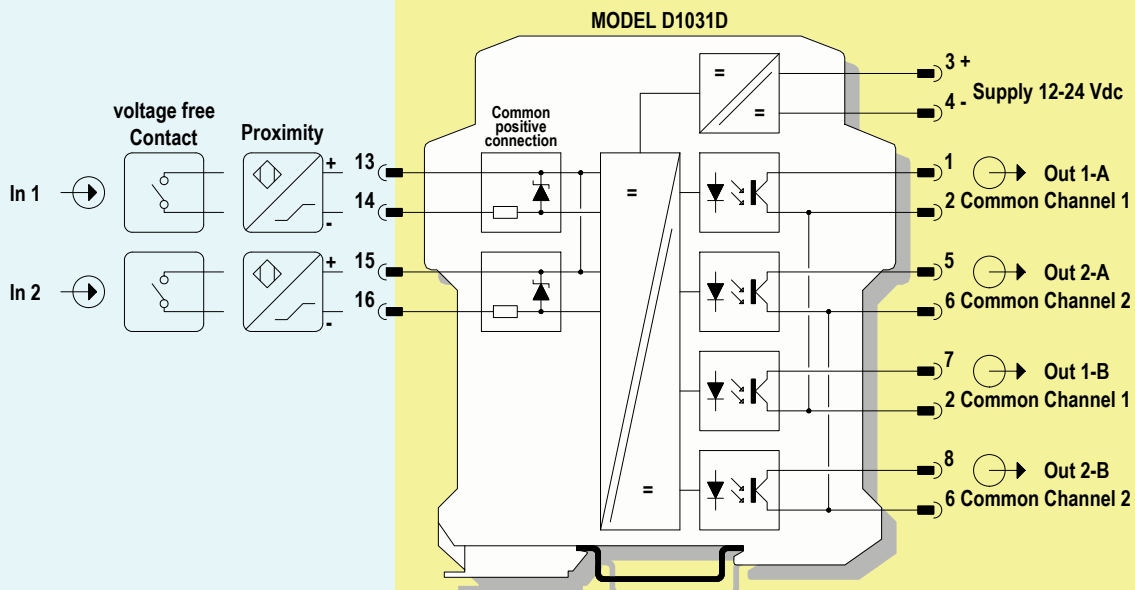 MODEL D1031D
3 +
4 -
Supply 12-24 Vdc
voltage free
Contact
Proximity
Common
positive
connection
=
=
=
=
In 1
+
-
13
14
1
Out 1-A
2 Common Channel 1
In 2
+
-
15
16
5
Out 2-A
6 Common Channel 2
7
Out 1-B
2 Common Channel 1
8
Out 2-B
6 Common Channel 2